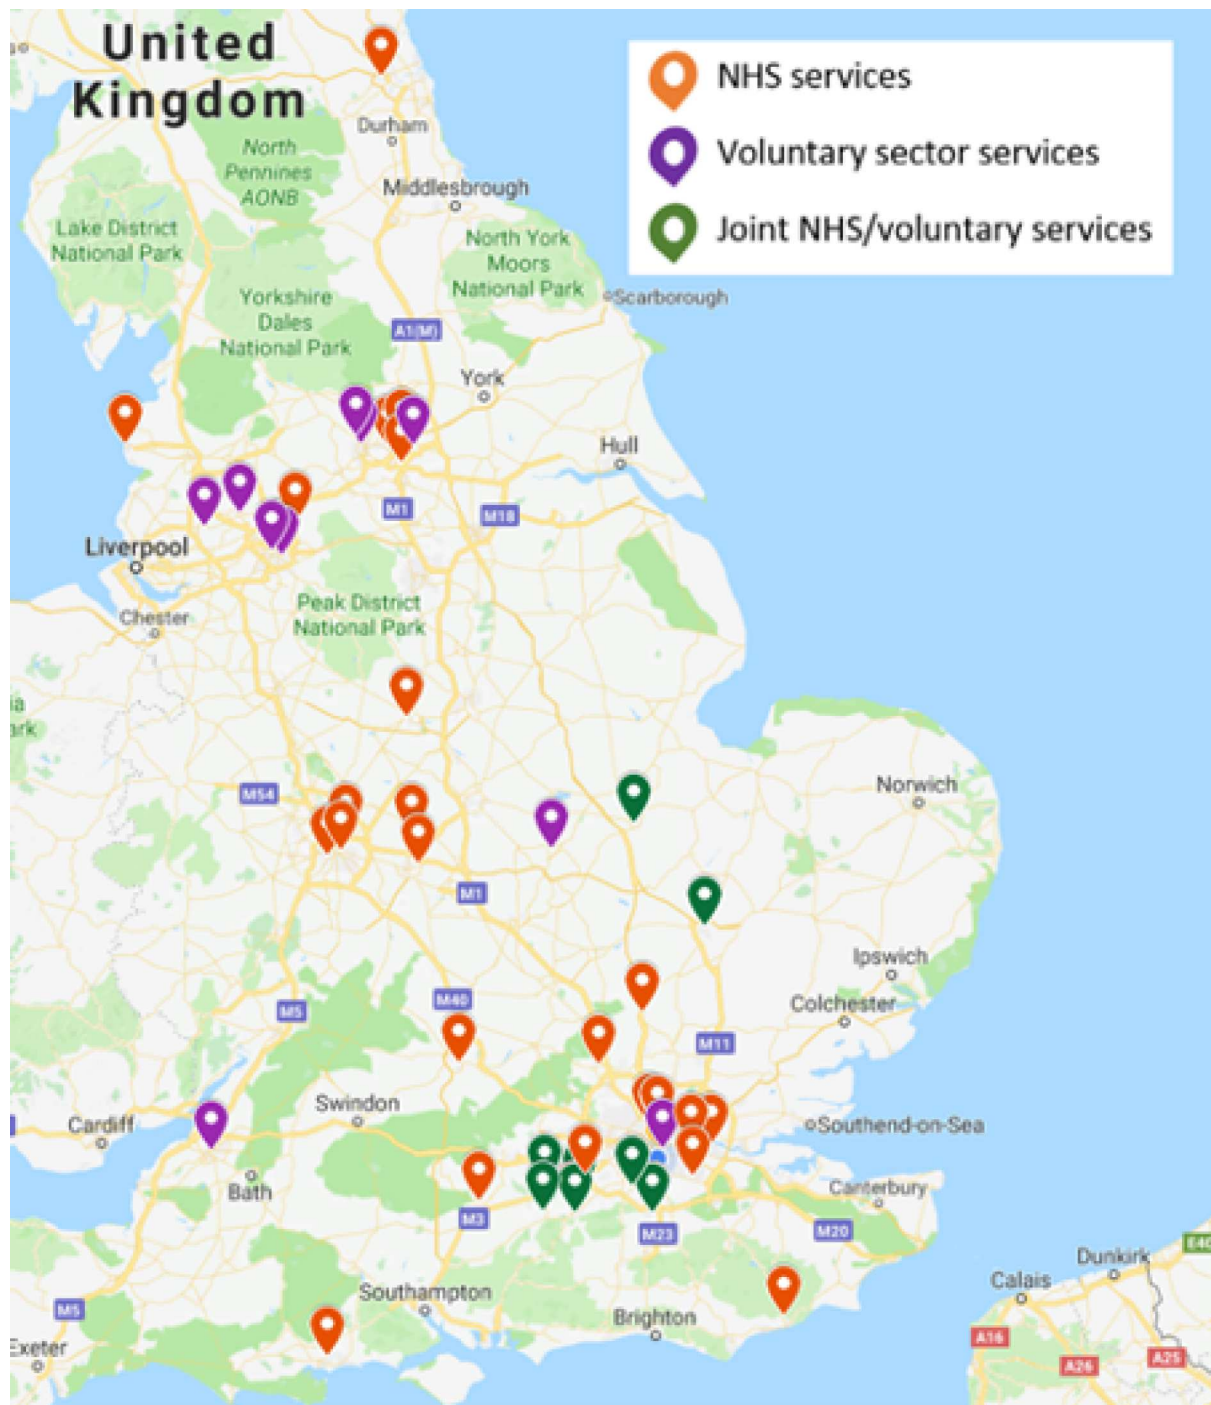 United
Kingdom
NHS services
Voluntary sector services
Joint NHS/voluntary services
Durham
North
Pennines
AONB
Middlesbrough
Lake District
National Park
North York
Moors
National Park
Yorkshire
Dales
National Park
Scarborough
A1(M)
York
Hull
M1
M18
Liverpool
Chester
Peak District
National Park
ark
M54
Norwich
M1
Ipswich
M5
M40
Colchester
M11
Swindon
Cardiff
Southend-on-Sea
Bath
Canterbury
M3
M23
M20
Dunkirk
E40
Calais
Southampton
M5
Brighton
Exeter
A16
A26
A25